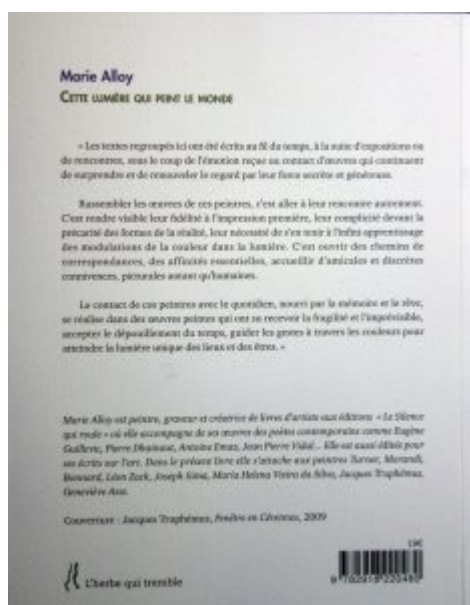 Marie Alloy
CETTE LUMIÈRE QUI PEINT LE MONDE
« Les textes regroupés ici ont été écrits au fil du temps, à la suite d'expositions ou
de rencontres, sous le coup de l'émotion reçue au contact d'œuvres qui continuent
de surprendre et de renouveler le regard par leur force secrète et généreuse.
Rassembler les œuvres de ces peintres, c'est aller à leur rencontre autrement.
C'est rendre visible leur fidélité à l'impression première, leur complicité devant la
précarité des formes de la réalité, leur nécessité de s'en tenir à l'infini apprentissage
des modulations de la couleur dans la lumière. C'est ouvrir des chemins de
correspondances, des affinités essentielles, accueillir d'amicales et discrètes
connivences, picturales autant qu'humaines.
Le contact de ces peintres avec le quotidien, nourri par la mémoire et le rêve,
se réalise dans des œuvres peintes qui ont su recevoir la fragilité et l'imprévisible,
accepter le dépouillement du temps, guider les gestes à travers les couleurs pour
atteindre la lumière unique des lieux et des êtres. »
Marie Alloy est peintre, graveur et créatrice de livres d'artiste aux éditions « Le Silence
qui roule » où elle accompagne de ses œuvres des poètes contemporains comme Eugène
Guillevic, Pierre Dhainaut, Antoine Emaz, Jean Pierre Vidal... Elle est aussi éditée pour
ses écrits sur l'art. Dans le présent livre elle s'attache aux peintres Turner, Morandi,
Bonnard, Léon Zack, Joseph Sima, Maria Helena Vieira da Silva, Jacques Truphémus,
Geneviève Asse.
Couverture : Jacques Truphémus, Fenêtre en Cévennes, 2009
L'herbe qui tremble
9 782918 220480